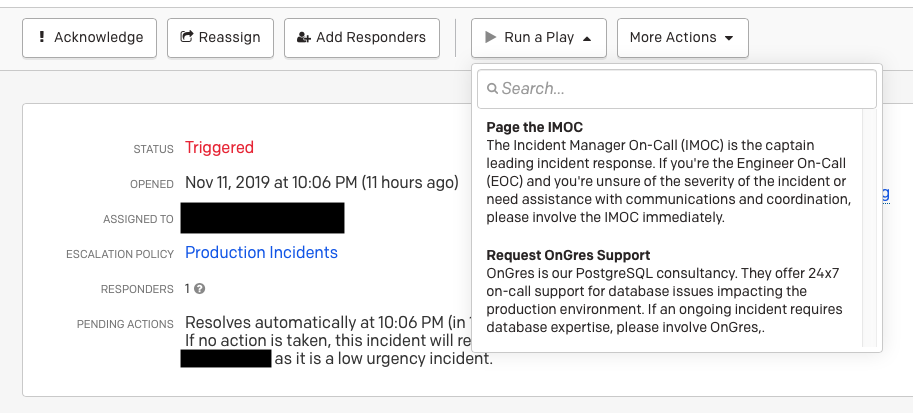 ! Acknowledge
Reassign
Add Responders
Run a Play
More Actions
Search...
Page the IMOC
The Incident Manager On-Call (IMOC) is the captain
leading incident response. If you're the Engineer On-Call
(EOC) and you're unsure of the severity of the incident or
need assistance with communications and coordination,
please involve the IMOC immediately.
Request OnGres Support
OnGres is our PostgreSQL consultancy. They offer 24x7
on-call support for database issues impacting the
production environment. If an ongoing incident requires
database expertise, please involve OnGres,.
STATUS Triggered
OPENED Nov 11, 2019 at 10:06 PM (11 hours ago)
ASSIGNED TO
ESCALATION POLICY Production Incidents
RESPONDERS 1 ?
PENDING ACTIONS Resolves automatically at 10:06 PM (in
If no action is taken, this incident will
as it is a low urgency incident.